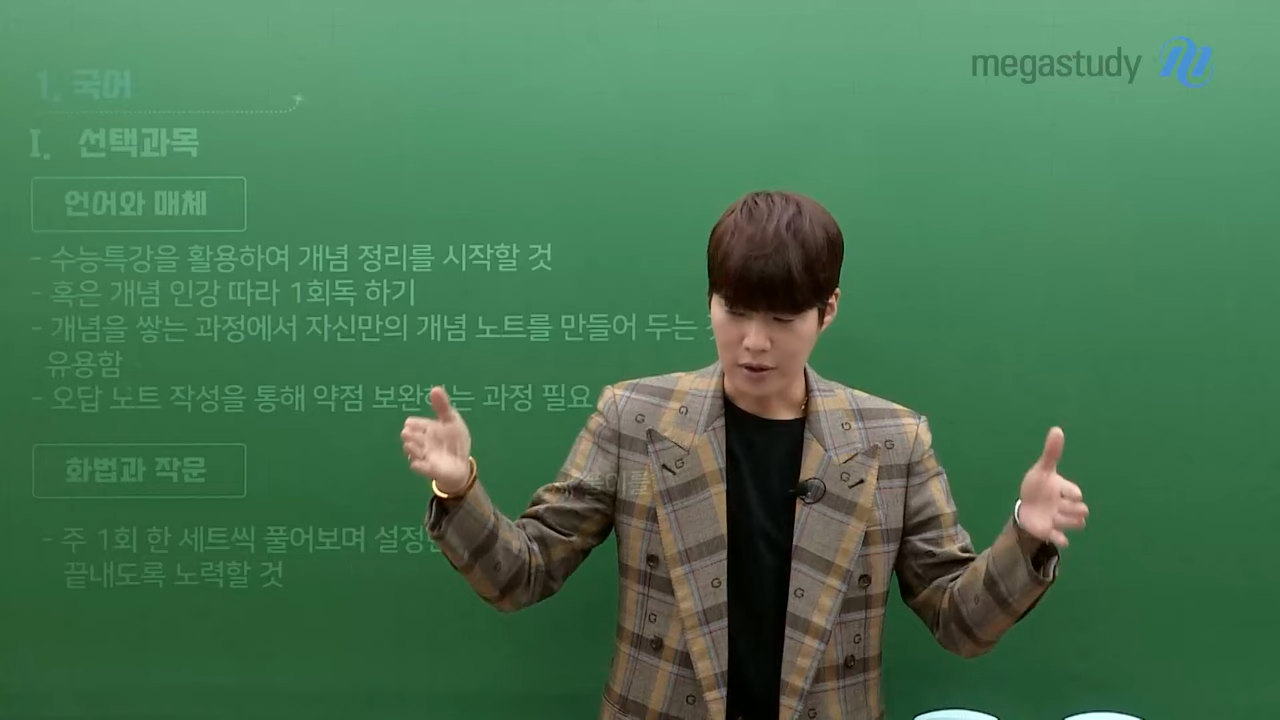 megastudy
1. 국어
I. 선택과목
언어와 매체
- 수능특강을 활용하여 개념 정리를 시작할 것
- 혹은 개념 인강 따라 1회독 하기
- 개념을 쌓는 과정에서 자신만의 개념 노트를 만들어 두는
유용함
- 오답 노트 작성을 통해 약점 보완하는 과정 필요
화법과 작문
- 주 1회 한 세트씩 풀어보며
끝내도록 노력할 것